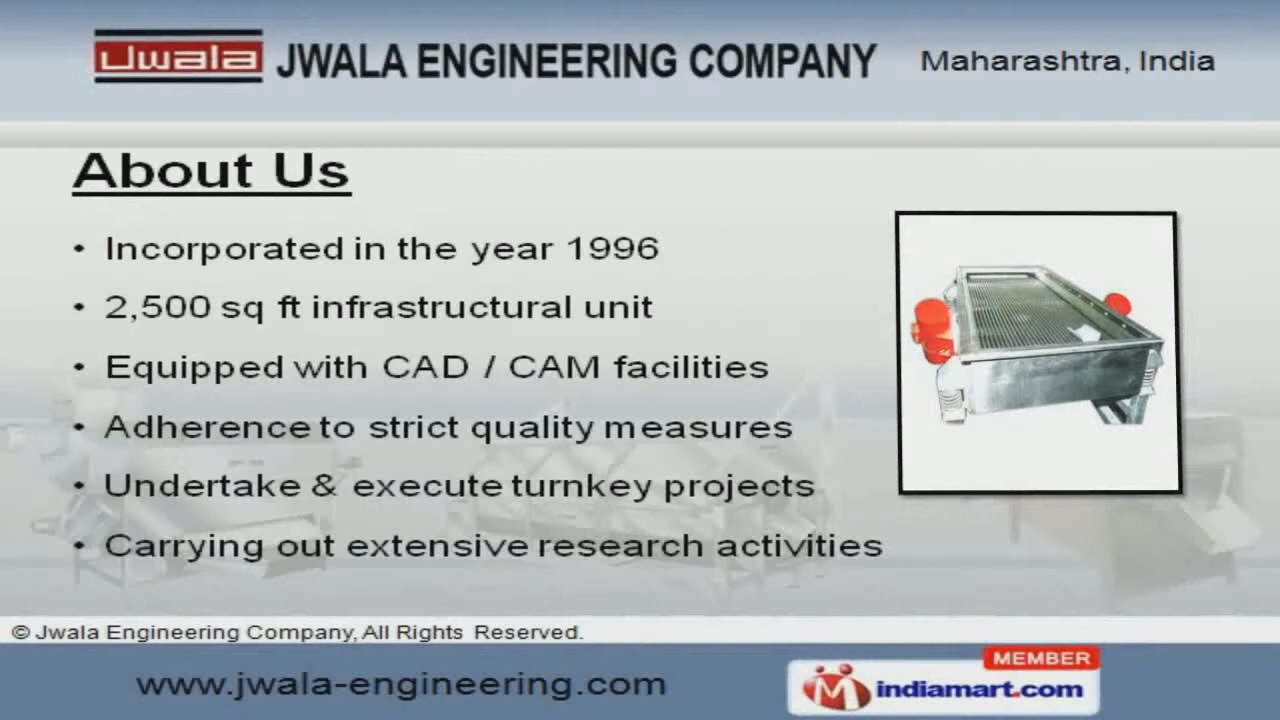 Jwala JWALA ENGINEERING COMPANY Maharashtra, India
About Us
• Incorporated in the year 1996
• 2,500 sq ft infrastructural unit
• Equipped with CAD / CAM facilities
• Adherence to strict quality measures
• Undertake & execute turnkey projects
• Carrying out extensive research activities
© Jwala Engineering Company, All Rights Reserved.
MEMBER
www.jwala-engineering.com indiamart.com